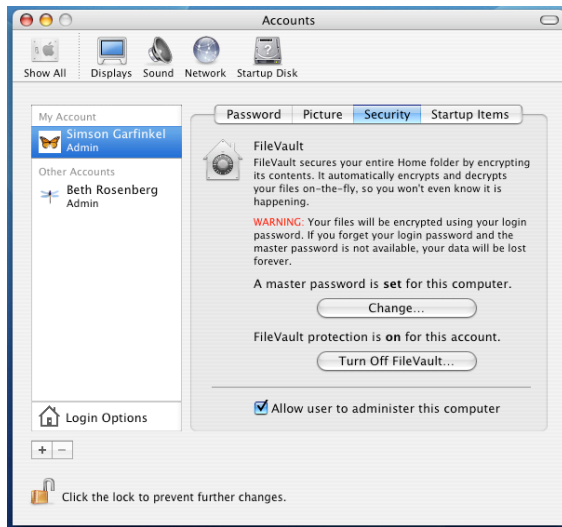 Accounts
Show All
Displays
Sound
Network
Startup Disk
My Account
Simson Garfinkel
Admin
Other Accounts
Beth Rosenberg
Admin
Login Options
+ −
Password
Picture
Security
Startup Items
FileVault
FileVault secures your entire Home folder by encrypting
its contents. It automatically encrypts and decrypts
your files on-the-fly, so you won't even know it is
happening.
WARNING: Your files will be encrypted using your login
password. If you forget your login password and the
master password is not available, your data will be lost
forever.
A master password is set for this computer.
Change...
FileVault protection is on for this account.
Turn Off FileVault...
Allow user to administer this computer
Click the lock to prevent further changes.